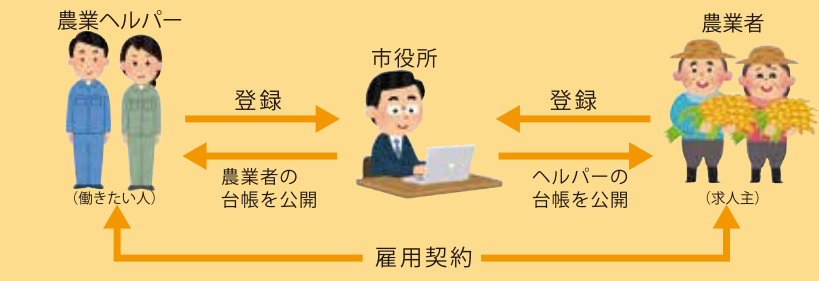 農業ヘルパー
農業者
市役所
登録
登録
農業者の
台帳を公開
ヘルパーの
台帳を公開
（働きたい人）
（求人主）
雇用契約